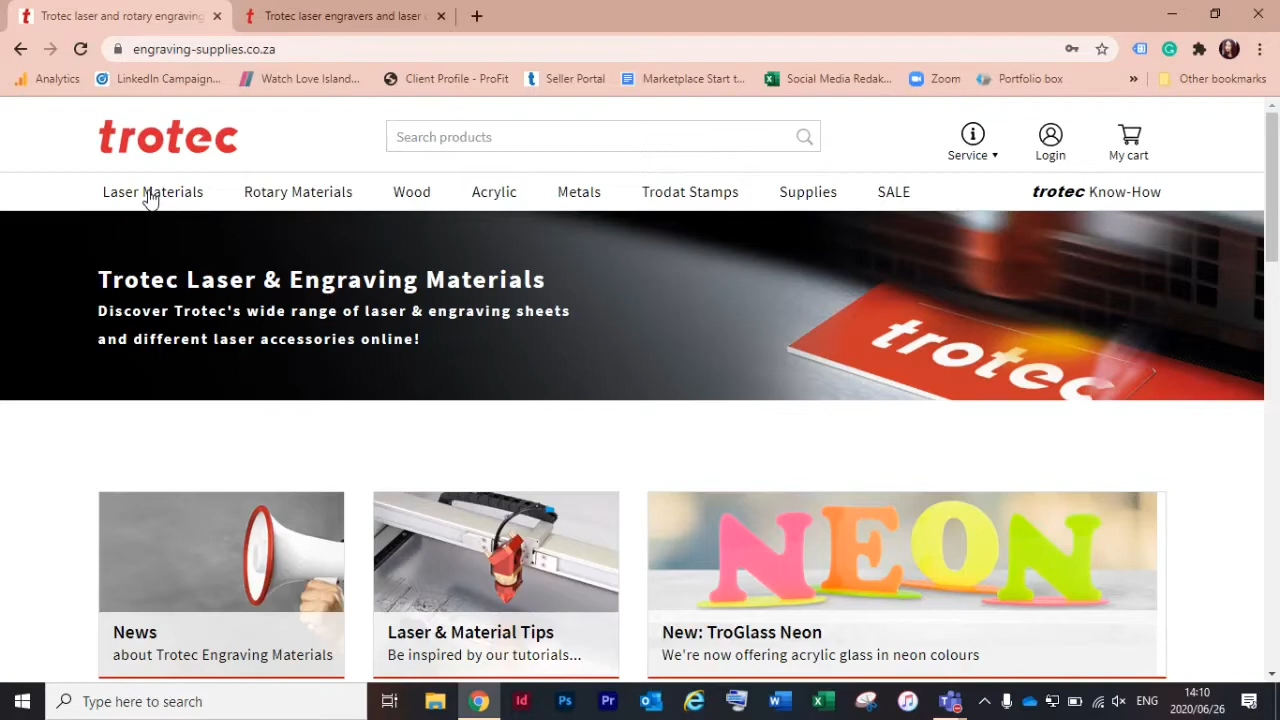 Trotec laser and rotary engraving
Trotec laser engravers and laser
engraving-supplies.co.za
Analytics
LinkedIn Campaign...
Watch Love Island...
Client Profile - ProFit
Seller Portal
Marketplace Start t...
Social Media Redak...
Zoom
Portfolio box
Other bookmarks
trotec
Search products
Service
Login
My cart
Laser Materials
Rotary Materials
Wood
Acrylic
Metals
Trodat Stamps
Supplies
SALE
trotec Know-How
Trotec Laser & Engraving Materials
Discover Trotec's wide range of laser & engraving sheets
and different laser accessories online!
trotec
NEON
News
about Trotec Engraving Materials
Laser & Material Tips
Be inspired by our tutorials...
New: TroGlass Neon
We're now offering acrylic glass in neon colours
Type here to search
ENG
14:10
2020/06/26